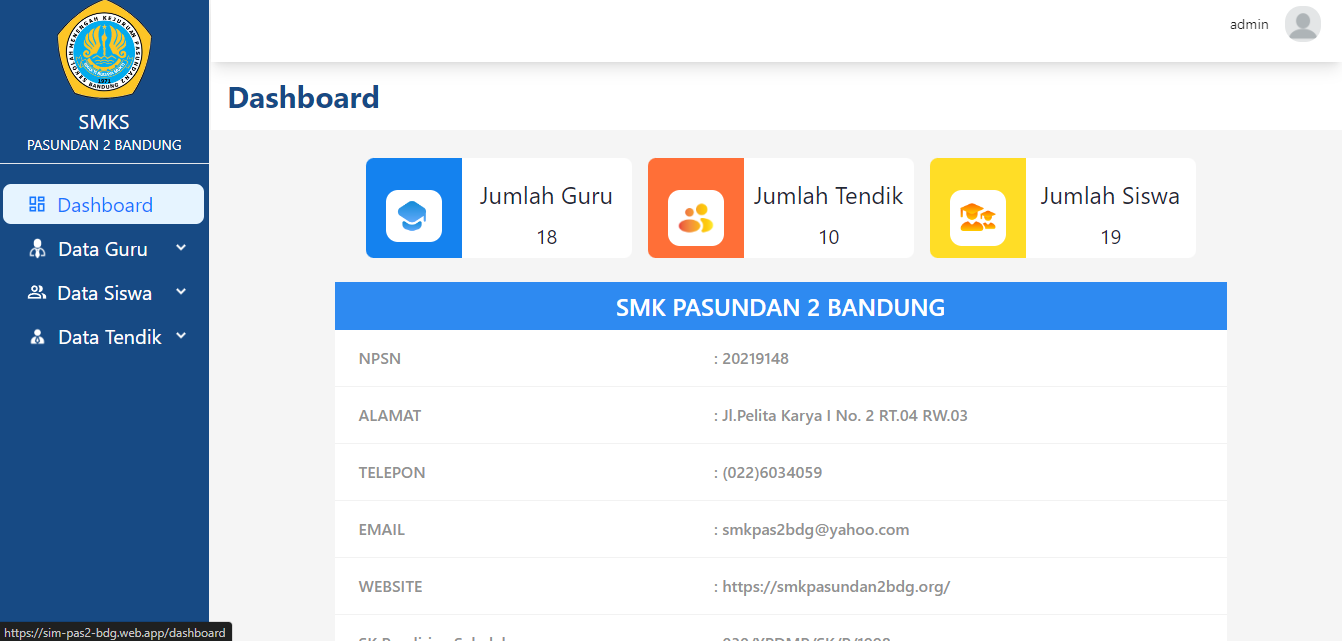 SEKOLAH MENENGAH KEJURUAN PASUNDAN 2
1971
BANDUNG
SMKS
PASUNDAN 2 BANDUNG
admin
Dashboard
Dashboard
Data Guru
Data Siswa
Data Tendik
Jumlah Guru
18
Jumlah Tendik
10
Jumlah Siswa
19
SMK PASUNDAN 2 BANDUNG
NPSN : 20219148
ALAMAT : Jl.Pelita Karya I No. 2 RT.04 RW.03
TELEPON : (022)6034059
EMAIL : smkpas2bdg@yahoo.com
WEBSITE : https://smkpasundan2bdg.org/
https://sim-pas2-bdg.web.app/dashboard